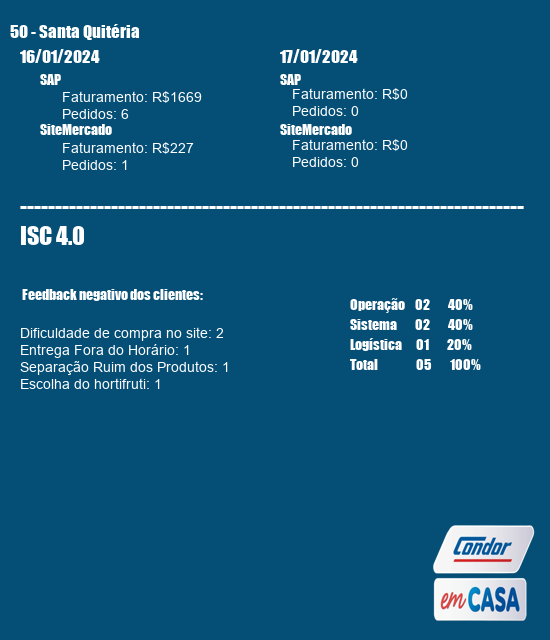 50 - Santa Quitéria
16/01/2024
SAP
Faturamento: R$1669
Pedidos: 6
SiteMercado
Faturamento: R$227
Pedidos: 1
17/01/2024
SAP
Faturamento: R$0
Pedidos: 0
SiteMercado
Faturamento: R$0
Pedidos: 0
------------------------------------------------------------------------
ISC 4.0
Feedback negativo dos clientes:
Dificuldade de compra no site: 2
Entrega Fora do Horário: 1
Separação Ruim dos Produtos: 1
Escolha do hortifruti: 1
Operação 02 40%
Sistema 02 40%
Logística 01 20%
Total 05 100%
Condor
em CASA